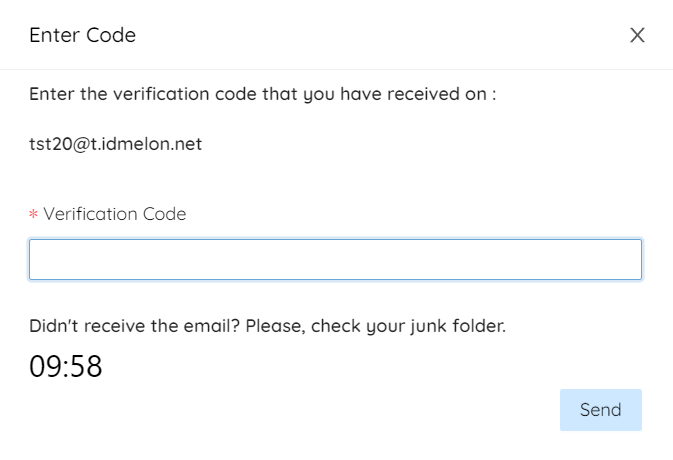 Enter Code
Enter the verification code that you have received on :
tst20@t.idmelon.net
* Verification Code
Didn't receive the email? Please, check your junk folder.
09:58
Send